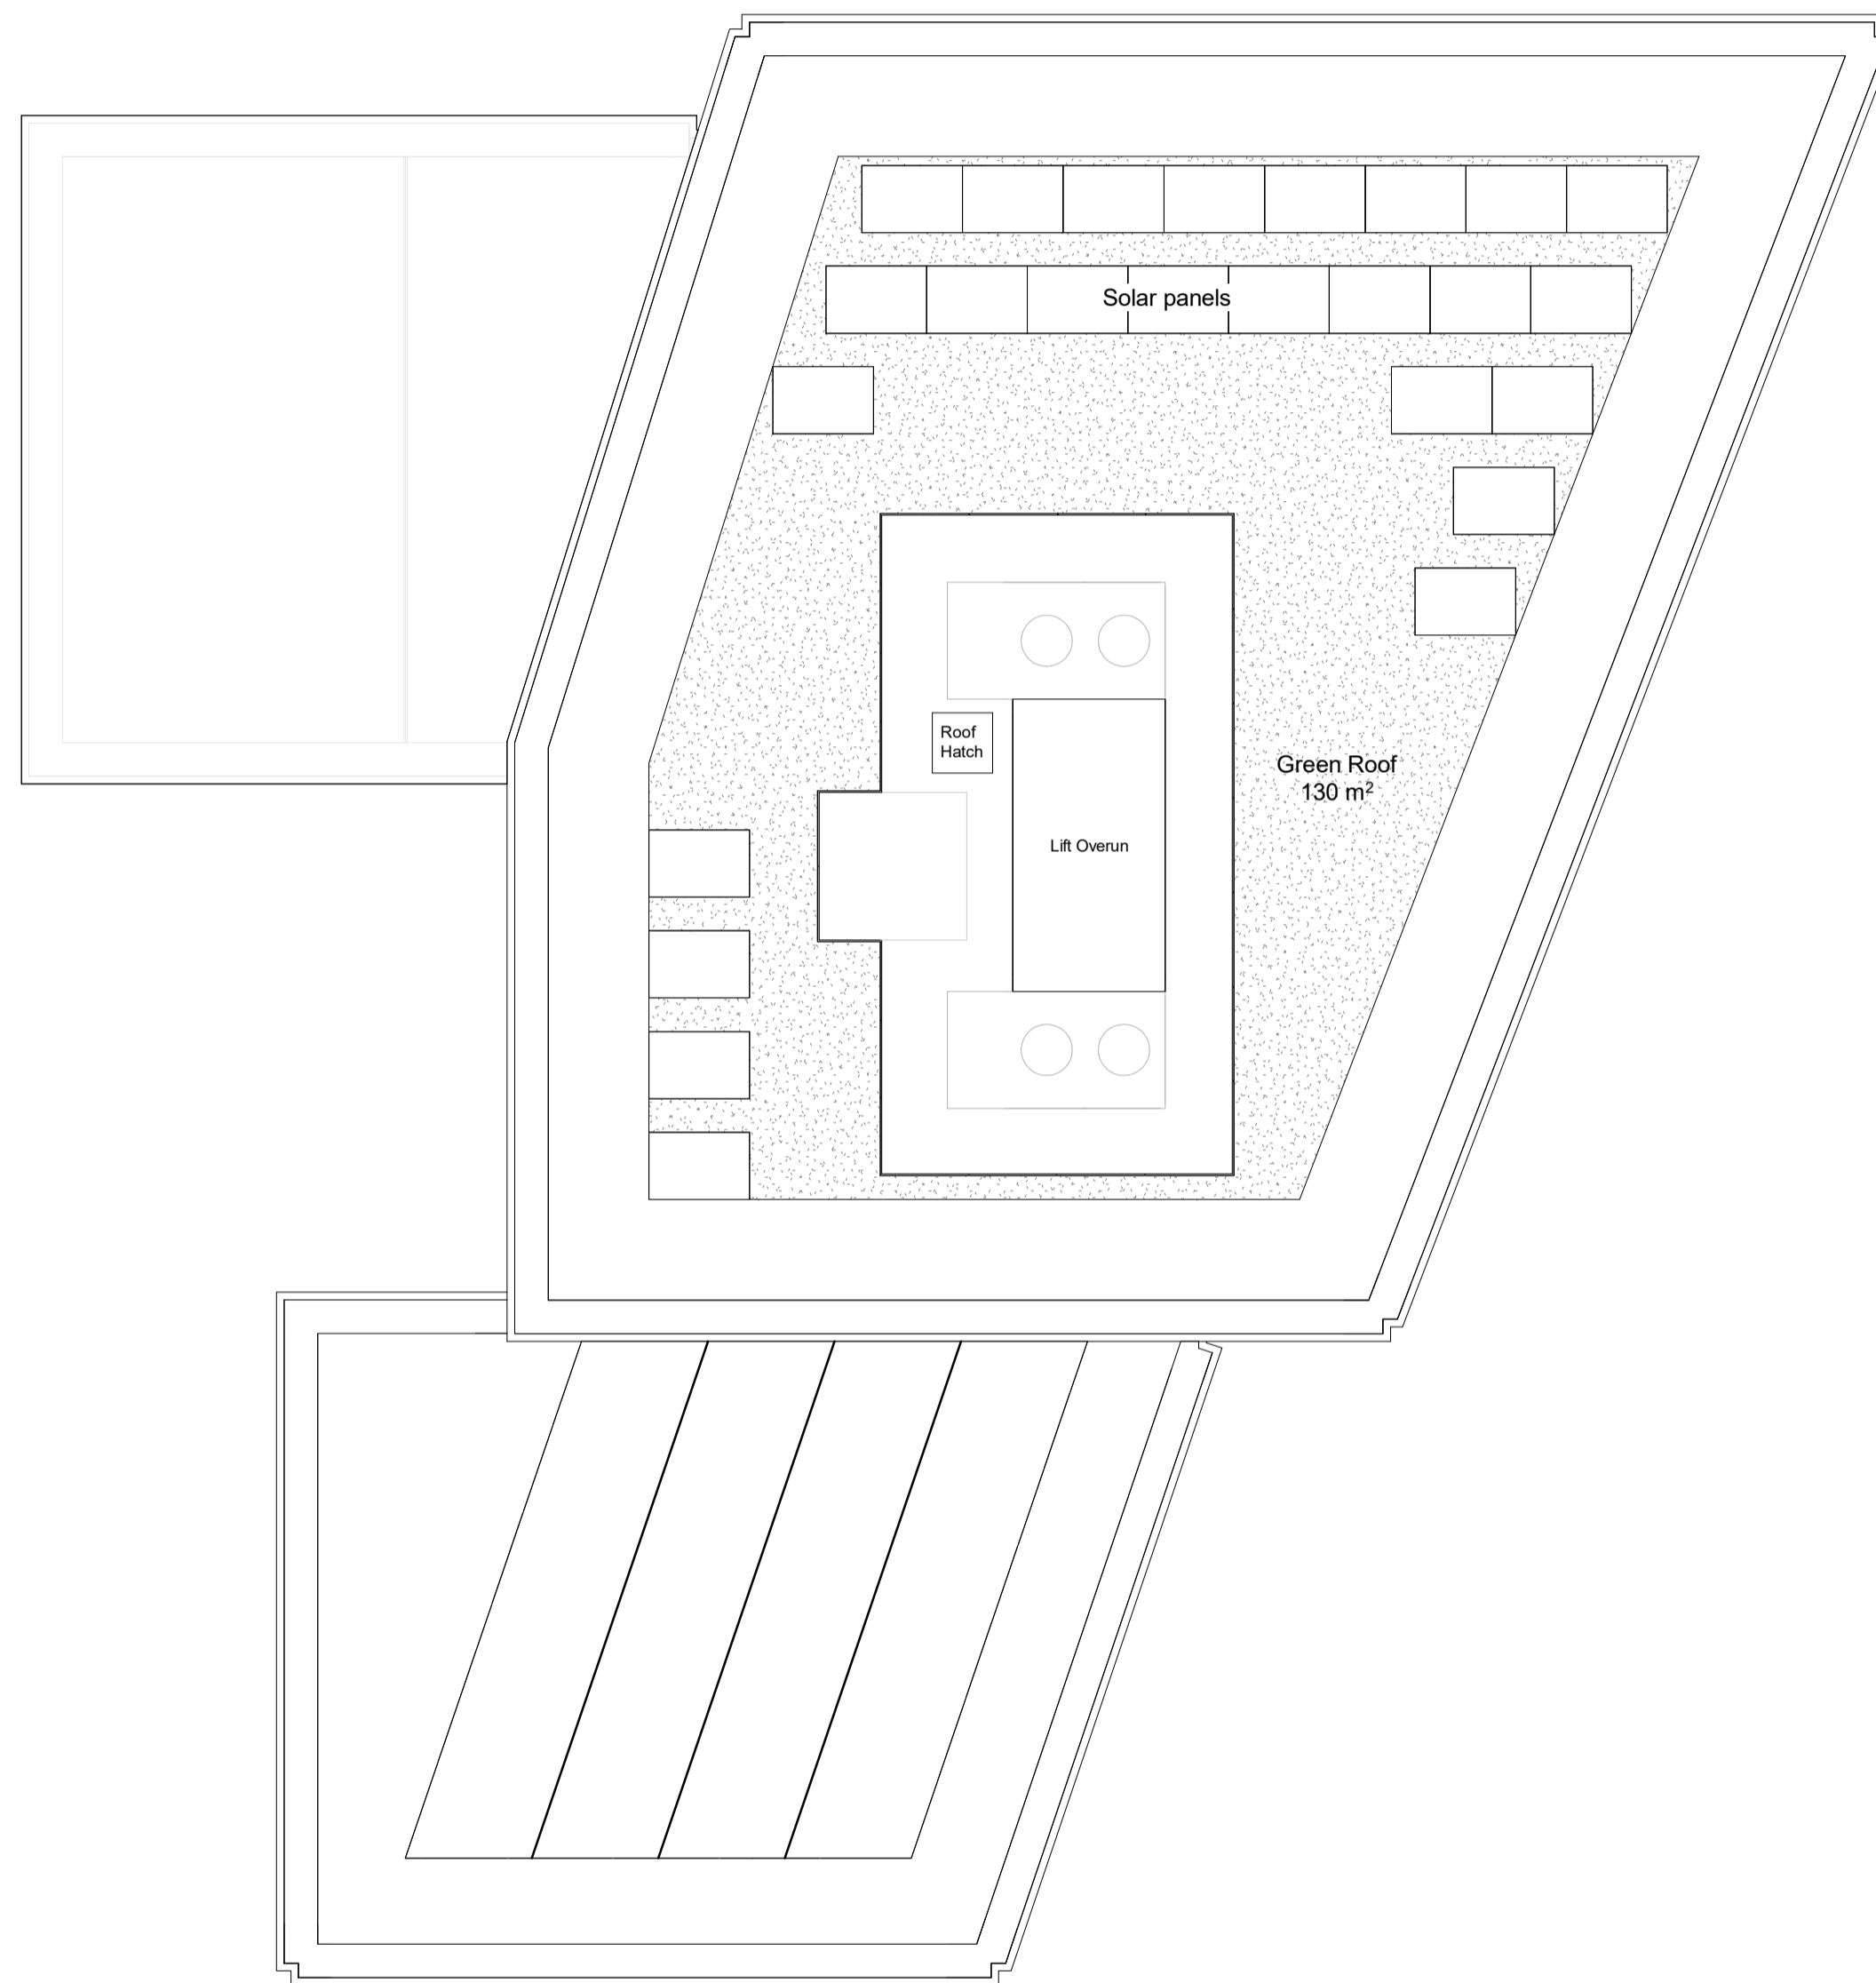 Solar panels
Roof
Hatch
Green Roof
130 m²
Lift Overun